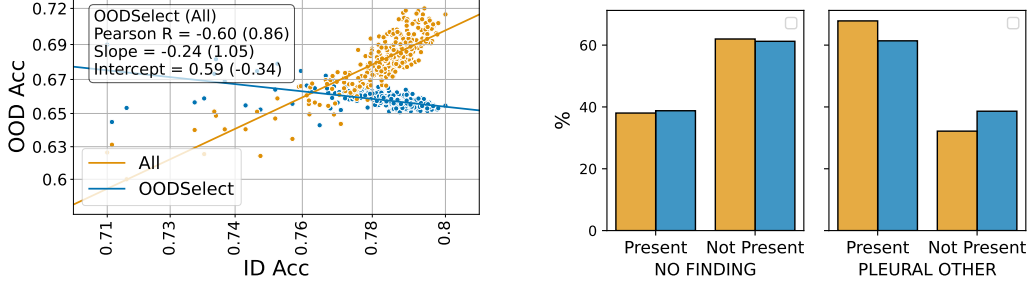 OOD Acc
0.72
0.69
0.67
0.65
0.63
0.6
OODSelect (All)
Pearson R = -0.60 (0.86)
Slope = -0.24 (1.05)
Intercept = 0.59 (-0.34)
All
OODSelect
0.71
0.73
0.74
0.76
0.78
0.8
ID Acc
%
60
40
20
0
Present
Not Present
NO FINDING
Present
Not Present
PLEURAL OTHER